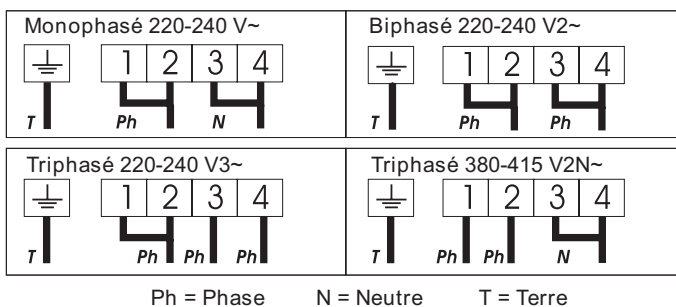 Monophasé 220-240 V~
1 2 3 4
T Ph N
Biphasé 220-240 V2~
1 2 3 4
T Ph Ph
Triphasé 220-240 V3~
1 2 3 4
T Ph Ph Ph
Triphasé 380-415 V2N~
1 2 3 4
T Ph Ph N
Ph = Phase N = Neutre T = Terre